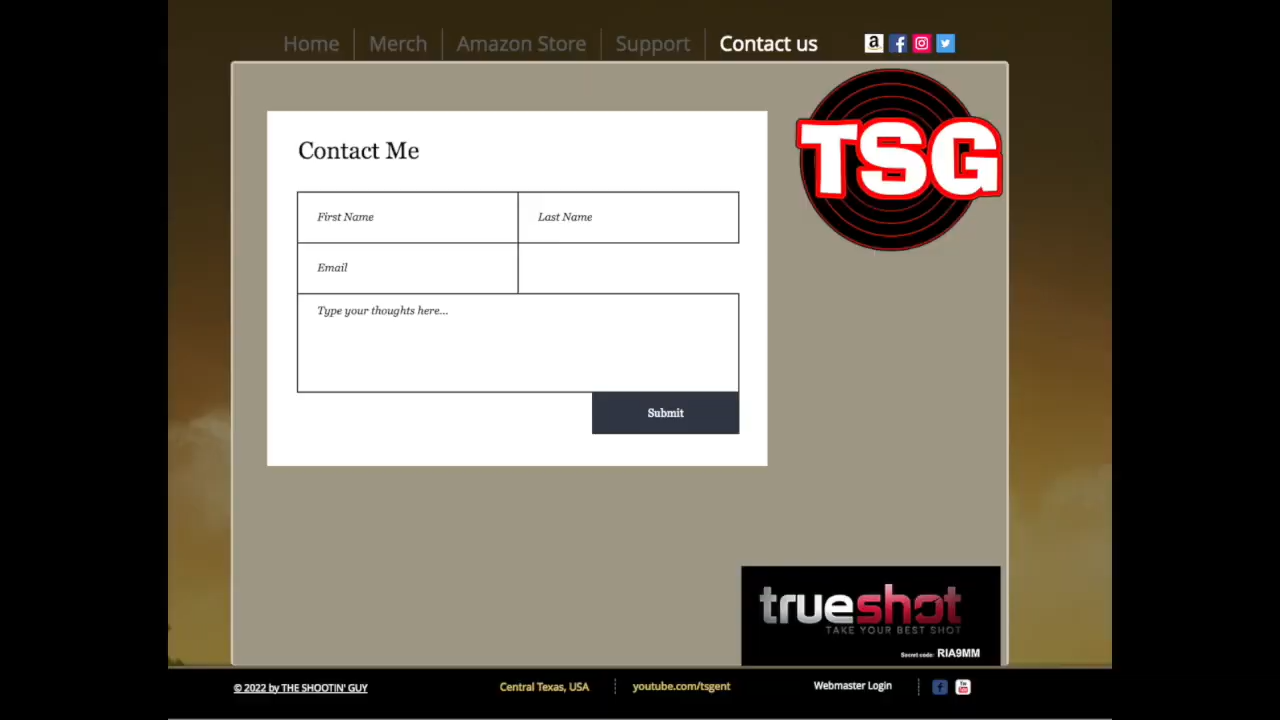 Home Merch Amazon Store Support Contact us
TSG
Contact Me
First Name Last Name
Email
Type your thoughts here...
Submit
trueshot
TAKE YOUR BEST SHOT
Secret code: RIA9MM
© 2022 by THE SHOOTIN' GUY Central Texas, USA youtube.com/tsgent Webmaster Login